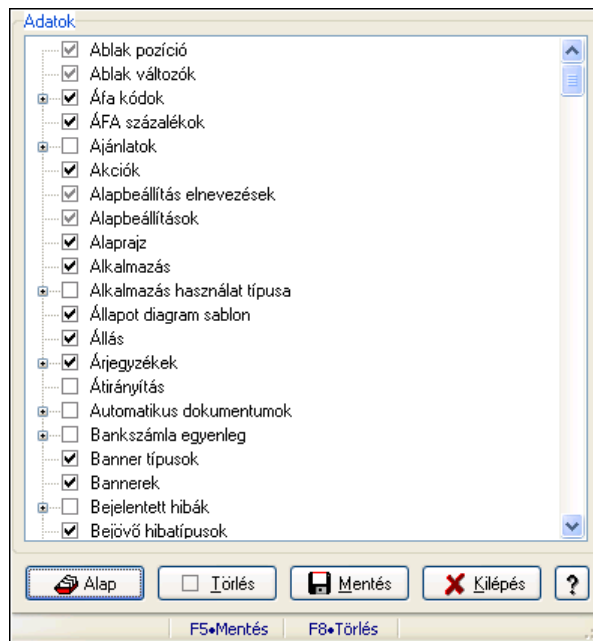 Adatok
Ablak pozíció
Ablak változók
Áfa kódok
ÁFA százalékok
Ajánlatok
Akciók
Alapbeállítás elnevezések
Alapbeállítások
Alaprajz
Alkalmazás
Alkalmazás használat típusa
Állapot diagram sablon
Állás
Árjegyzékek
Átirányítás
Automatikus dokumentumok
Bankszámla egyenleg
Banner típusok
Bannerek
Bejelentett hibák
Bejövő hibatípusok
Alap Törlés Mentés Kilépés ?
F5•Mentés F8•Törlés